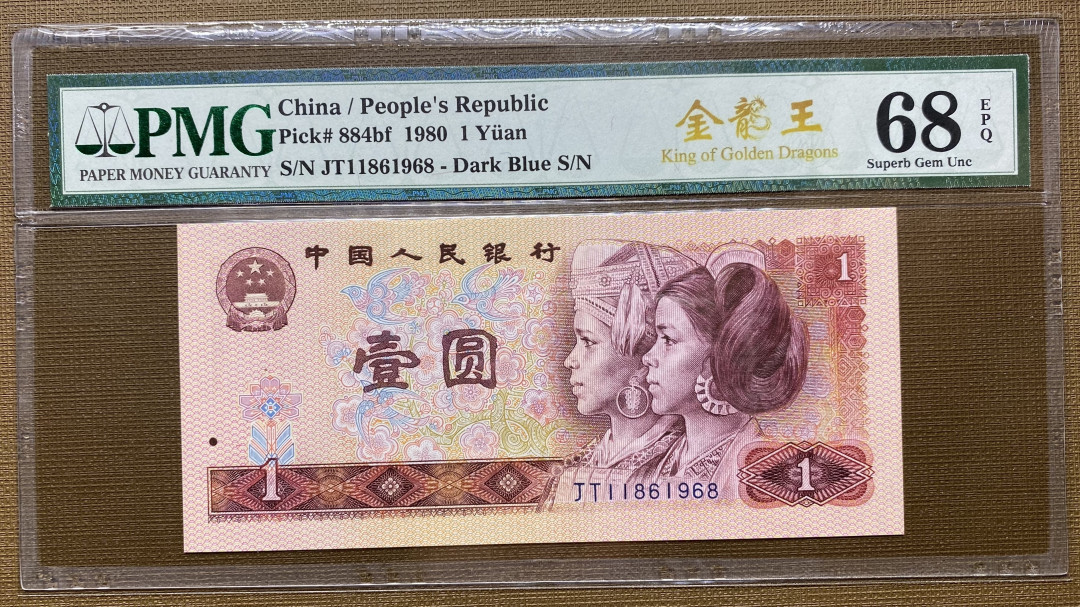 PMG
PAPER MONEY GUARANTY
China / People's Republic
Pick# 884bf 1980 1 Yüan
S/N JT11861968 - Dark Blue S/N
金龍王
King of Golden Dragons
68
EPQ
Superb Gem Unc
中国人民银行
1
壹圆
1
JT11861968
1